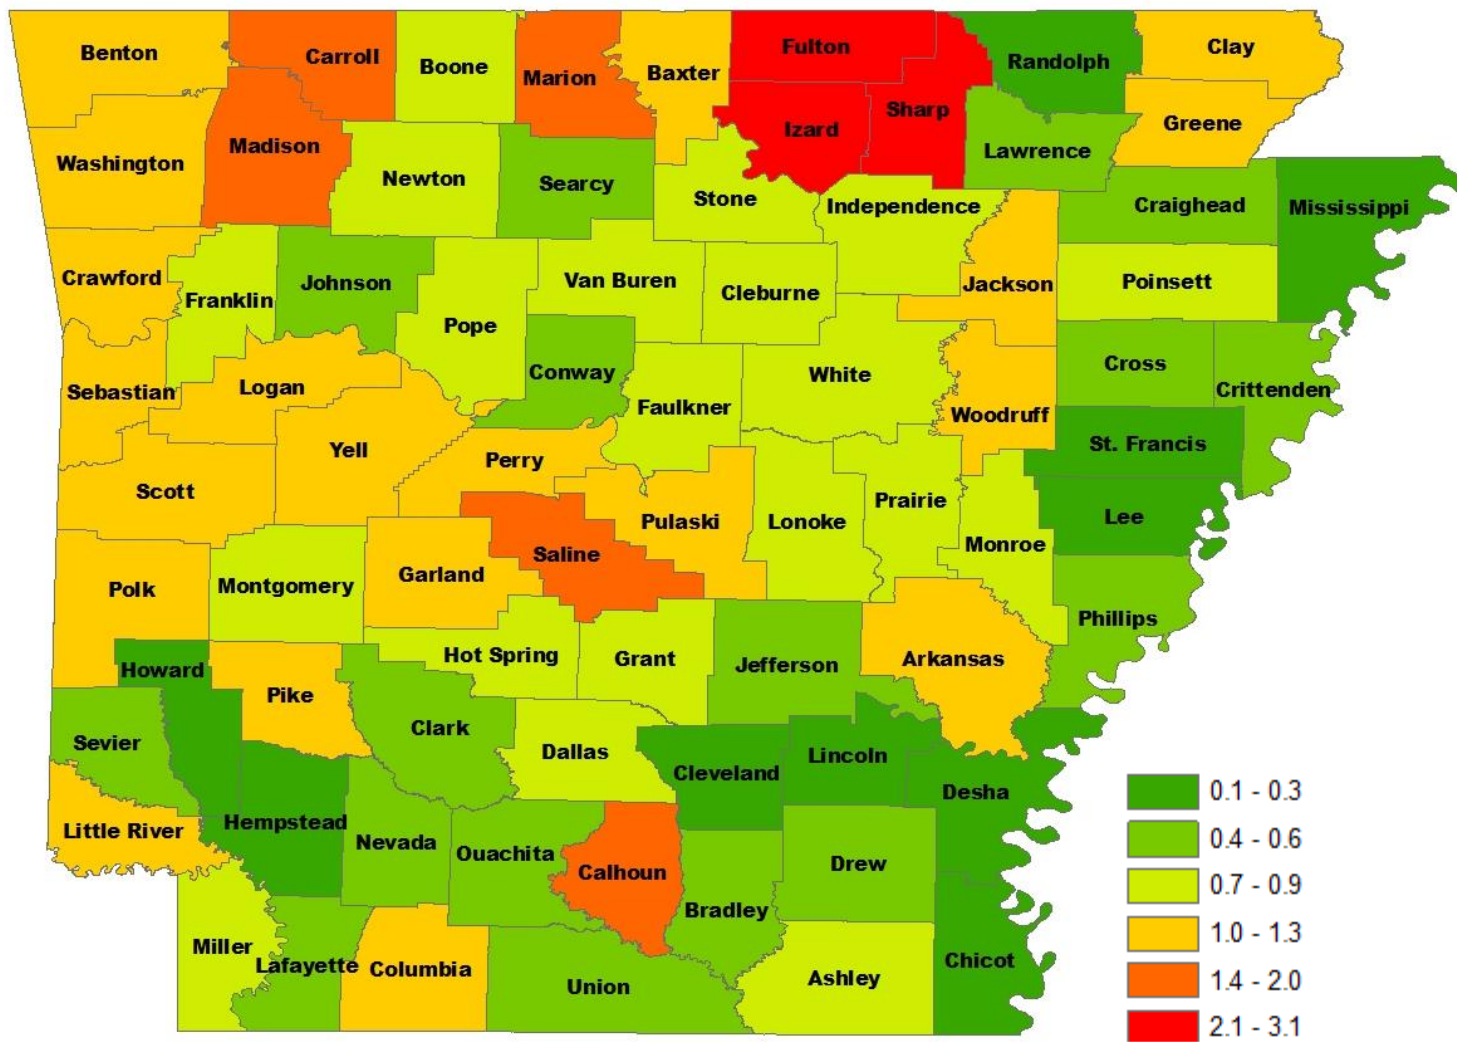 Benton
Carroll
Boone
Marion
Baxter
Fulton
Randolph
Clay
Washington
Madison
Newton
Searcy
Stone
Izard
Sharp
Lawrence
Greene
Independence
Craighead
Mississippi
Crawford
Franklin
Johnson
Pope
Van Buren
Cleburne
Jackson
Poinsett
Sebastian
Logan
Conway
Faulkner
White
Woodruff
Cross
Crittenden
Scott
Yell
Perry
Pulaski
Lonoke
Prairie
Monroe
St. Francis
Lee
Polk
Montgomery
Garland
Saline
Phillips
Howard
Pike
Hot Spring
Grant
Jefferson
Arkansas
Sevier
Clark
Dallas
Cleveland
Lincoln
Desha
Little River
Hempstead
Nevada
Ouachita
Calhoun
Bradley
Drew
Miller
Lafayette
Columbia
Union
Ashley
Chicot
0.1 - 0.3
0.4 - 0.6
0.7 - 0.9
1.0 - 1.3
1.4 - 2.0
2.1 - 3.1